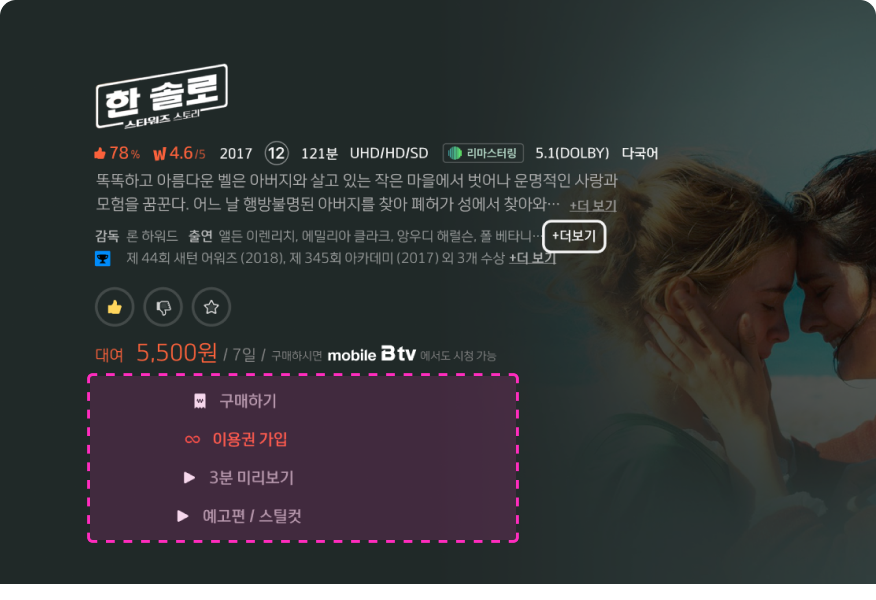 한 솔로
스타워즈 스토리
78% W 4.6/5 2017 12 121분 UHD/HD/SD 리마스터링 5.1(DOLBY) 다국어
똑똑하고 아름다운 벨은 아버지와 살고 있는 작은 마을에서 벗어나 운명적인 사랑과
모험을 꿈꾼다. 어느 날 행방불명된 아버지를 찾아 폐허가 성에서 찾아와… +더 보기
감독 론 하워드 출연 앨든 이렌리치, 에밀리아 클라크, 앙우디 해럴슨, 폴 베타니… +더보기
제 44회 새턴 어워즈 (2018), 제 345회 아카데미 (2017) 외 3개 수상 +더 보기
대여 5,500원 / 7일 / 구매하시면 mobile B tv 에서도 시청 가능
구매하기
이용권 가입
3분 미리보기
예고편 / 스틸컷